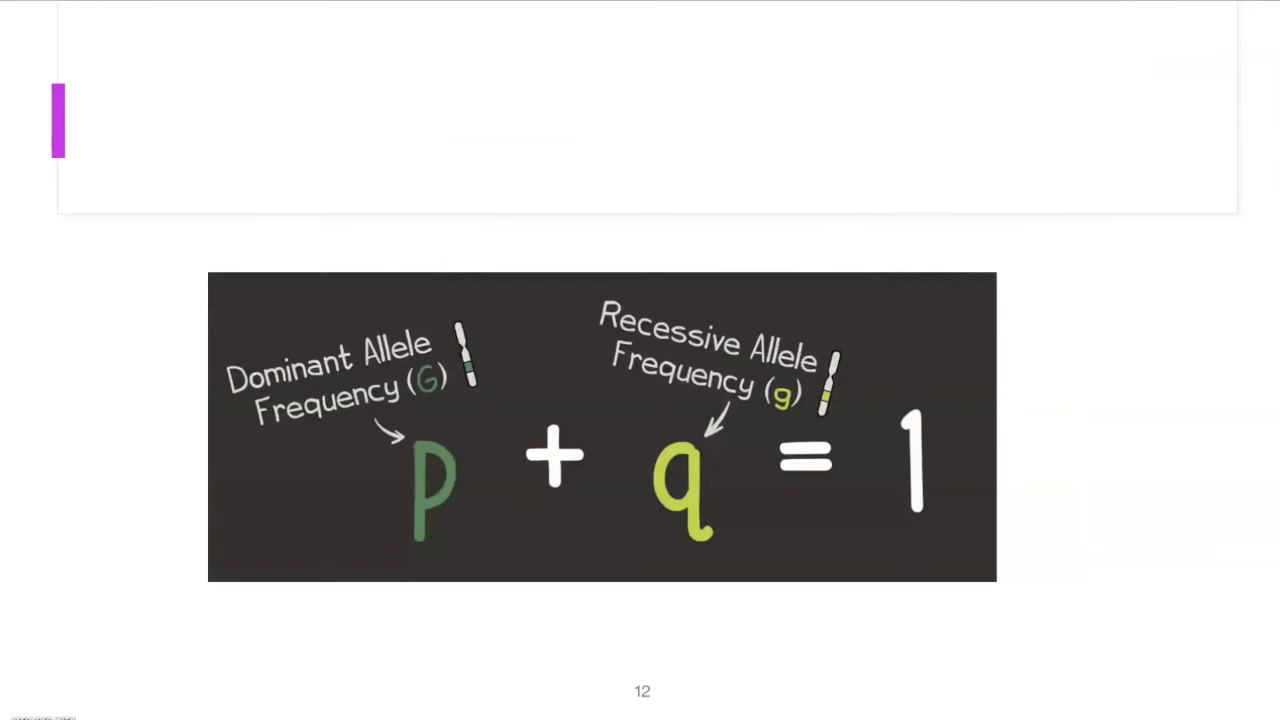 Dominant Allele
Frequency (G)
Recessive Allele
Frequency (g)
p + q = 1
12